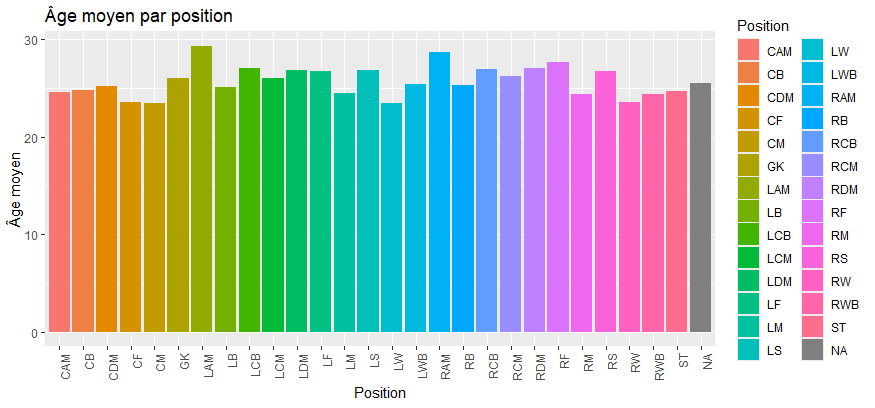 Âge moyen par position
Âge moyen
30
20
10
0
CAM CB CDM CF CM GK LAM LB LCB LCM LDM LF LM LS LW LWB RAM RB RCB RCM RDM RF RM RS RW RWB ST NA
Position
Position
CAM LW
CB LWB
CDM RAM
CF RB
CM RCB
GK RCM
LAM RDM
LB RF
LCB RM
LCM RS
LDM RW
LF RWB
LM ST
LS NA